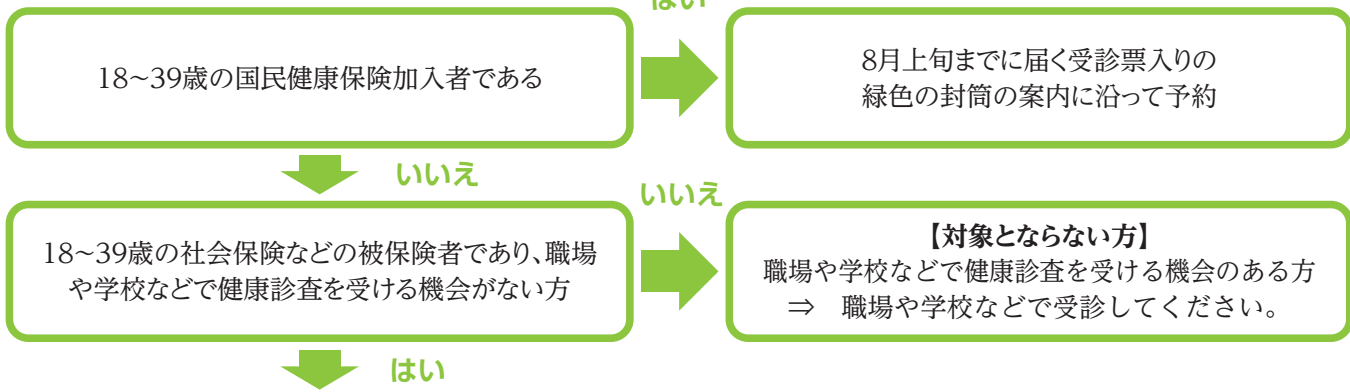 はい
18~39歳の国民健康保険加入者である
8月上旬までに届く受診票入りの
緑色の封筒の案内に沿って予約
いいえ
いいえ
18~39歳の社会保険などの被保険者であり、職場
や学校などで健康診査を受ける機会がない方
【対象とならない方】
職場や学校などで健康診査を受ける機会のある方
⇒　職場や学校などで受診してください。
はい